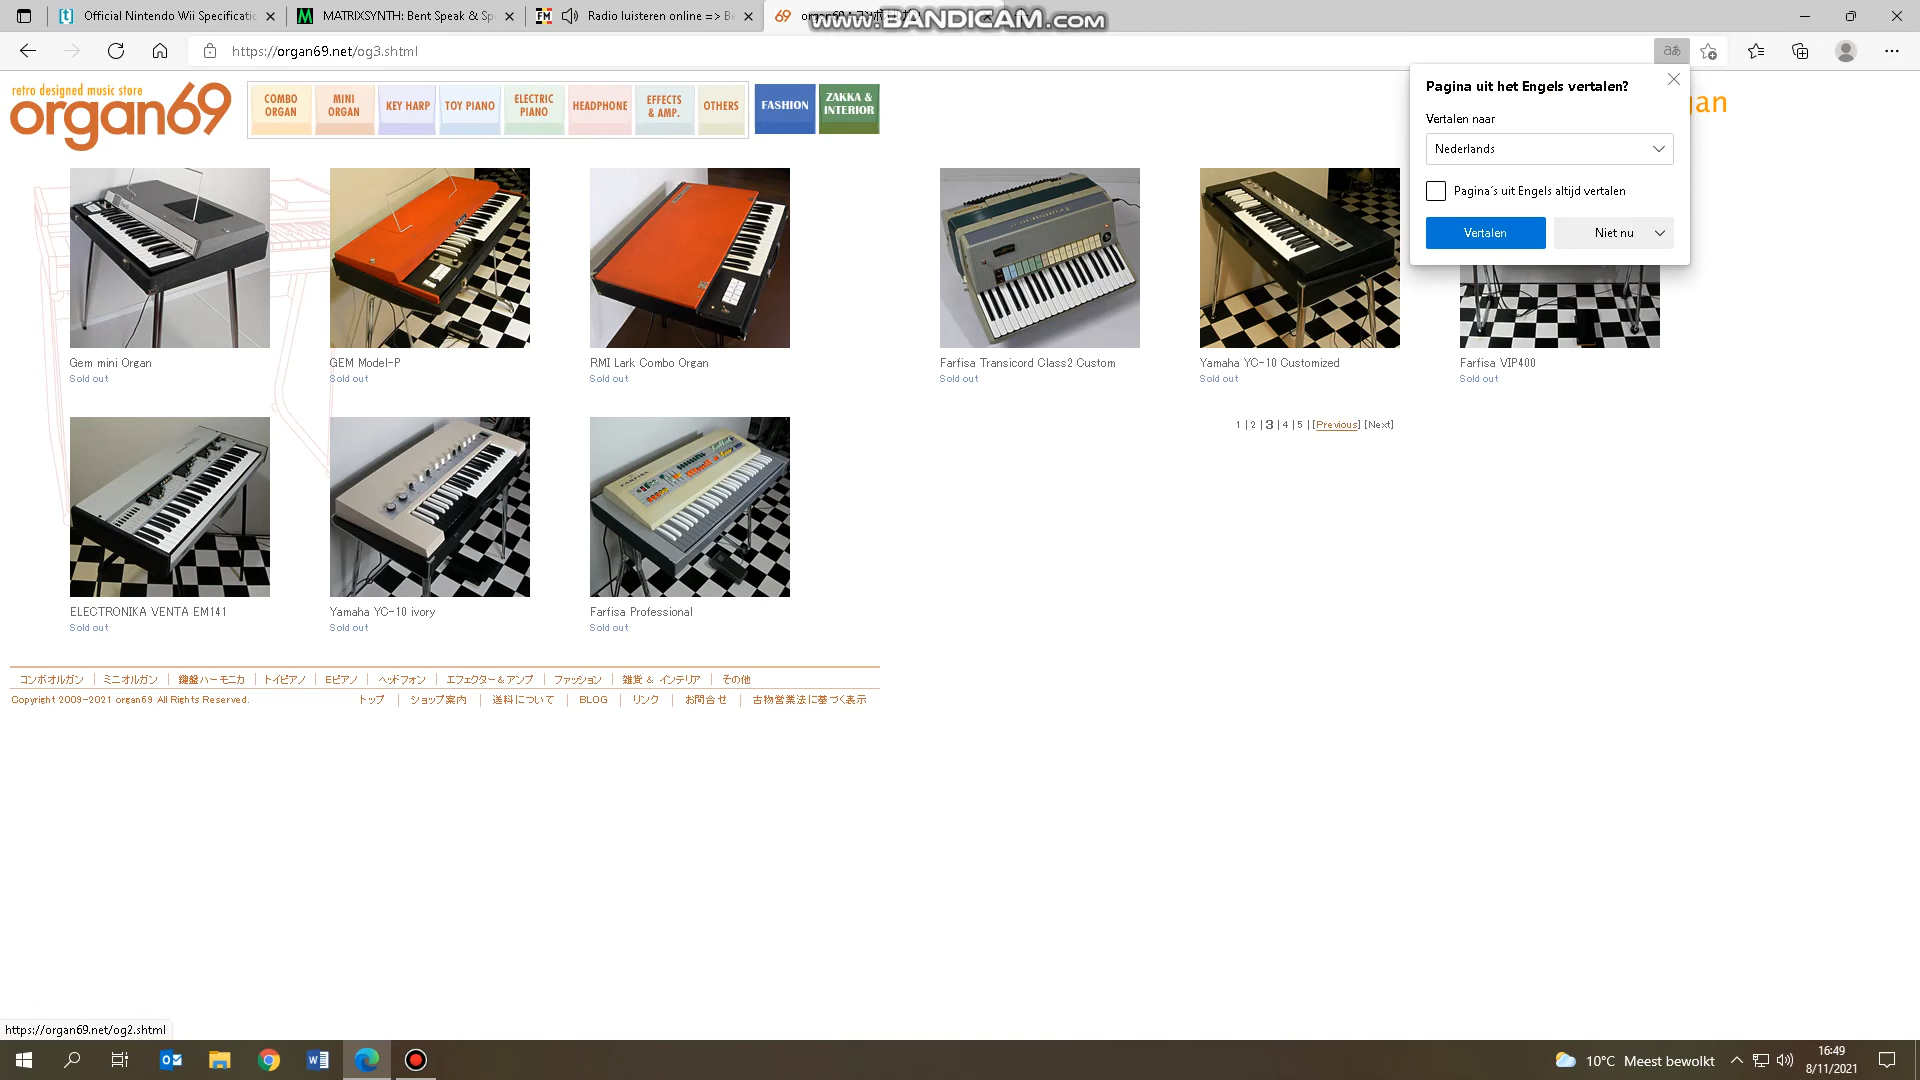 Official Nintendo Wii Specificatio
MATRIXSYNTH: Bent Speak & Sp
Radio luisteren online => Be
www.BANDICAM.com
https://organ69.net/og3.shtml
retro designed music store
organ69
COMBO
ORGAN
MINI
ORGAN
KEY HARP
TOY PIANO
ELECTRIC
PIANO
HEADPHONE
EFFECTS
& AMP.
OTHERS
FASHION
ZAKKA &
INTERIOR
Pagina uit het Engels vertalen?
Vertalen naar
Nederlands
Pagina's uit Engels altijd vertalen
Vertalen
Niet nu
Gem mini Organ
Sold out
GEM Model-P
Sold out
RMI Lark Combo Organ
Sold out
Farfisa Transicord Class2 Custom
Sold out
Yamaha YC-10 Customized
Sold out
Farfisa VIP400
Sold out
1 | 2 | 3 | 4 | 5 | [Previous] [Next]
ELECTRONIKA VENTA EM141
Sold out
Yamaha YC-10 ivory
Sold out
Farfisa Professional
Sold out
コンボオルガン | ミニオルガン | 鍵盤ハーモニカ | トイピアノ | Eピアノ | ヘッドフォン | エフェクター＆アンプ | ファッション | 雑貨 ＆ インテリア | その他
Copyright 2009-2021 organ69 All Rights Reserved.
トップ | ショップ案内 | 送料について | BLOG | リンク | お問合せ | 古物営業法に基づく表示
https://organ69.net/og2.shtml
10°C Meest bewolkt
16:49
8/11/2021